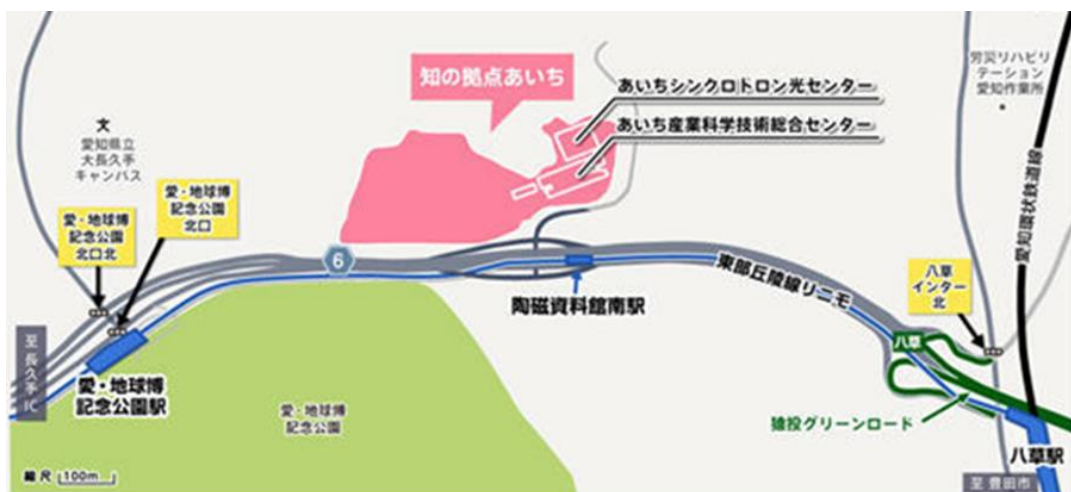 知の拠点あいち
あいちシンクロトロン光センター
あいち産業科学技術総合センター
労災リハビリ
テーション
愛知作業所
文
愛知県立
大長久手
キャンパス
愛・地球博
記念公園
北口
愛・地球博
記念公園
北口北
6
愛知環状鉄道線
東部丘陵線リニモ
八草
インター
北
陶磁資料館南駅
八草
至長久手IC
愛・地球博
記念公園駅
愛・地球博
記念公園
猿投グリーンロード
八草駅
縮尺 100m
至豊田市